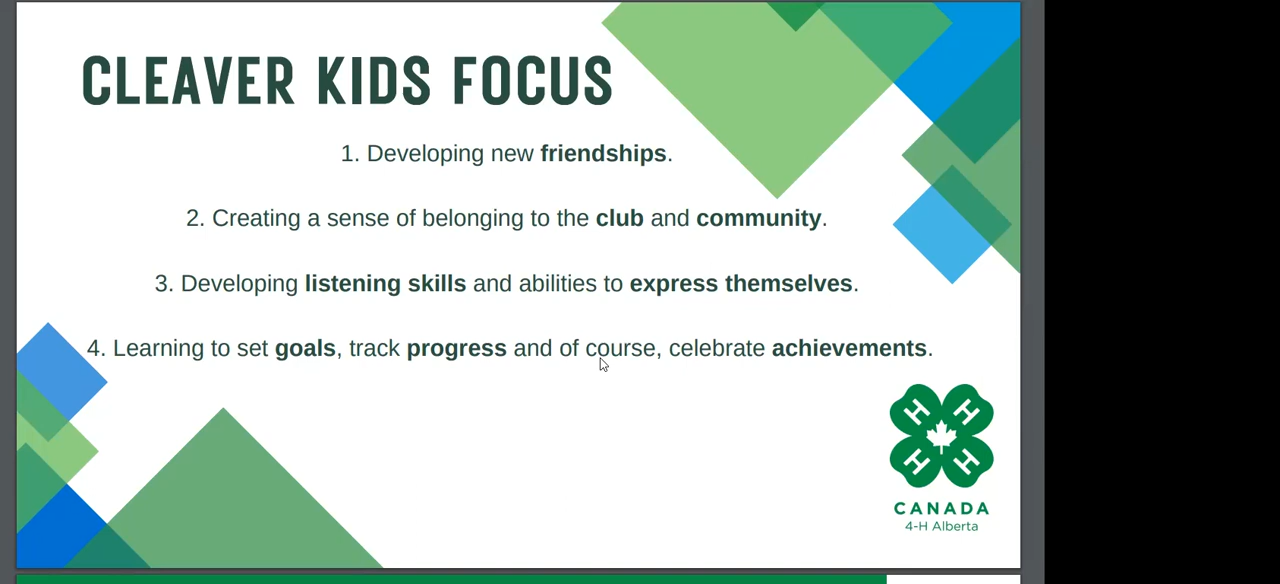 CLEAVER KIDS FOCUS
1. Developing new friendships.
2. Creating a sense of belonging to the club and community.
3. Developing listening skills and abilities to express themselves.
4. Learning to set goals, track progress and of course, celebrate achievements.
H H
H H
CANADA
4-H Alberta